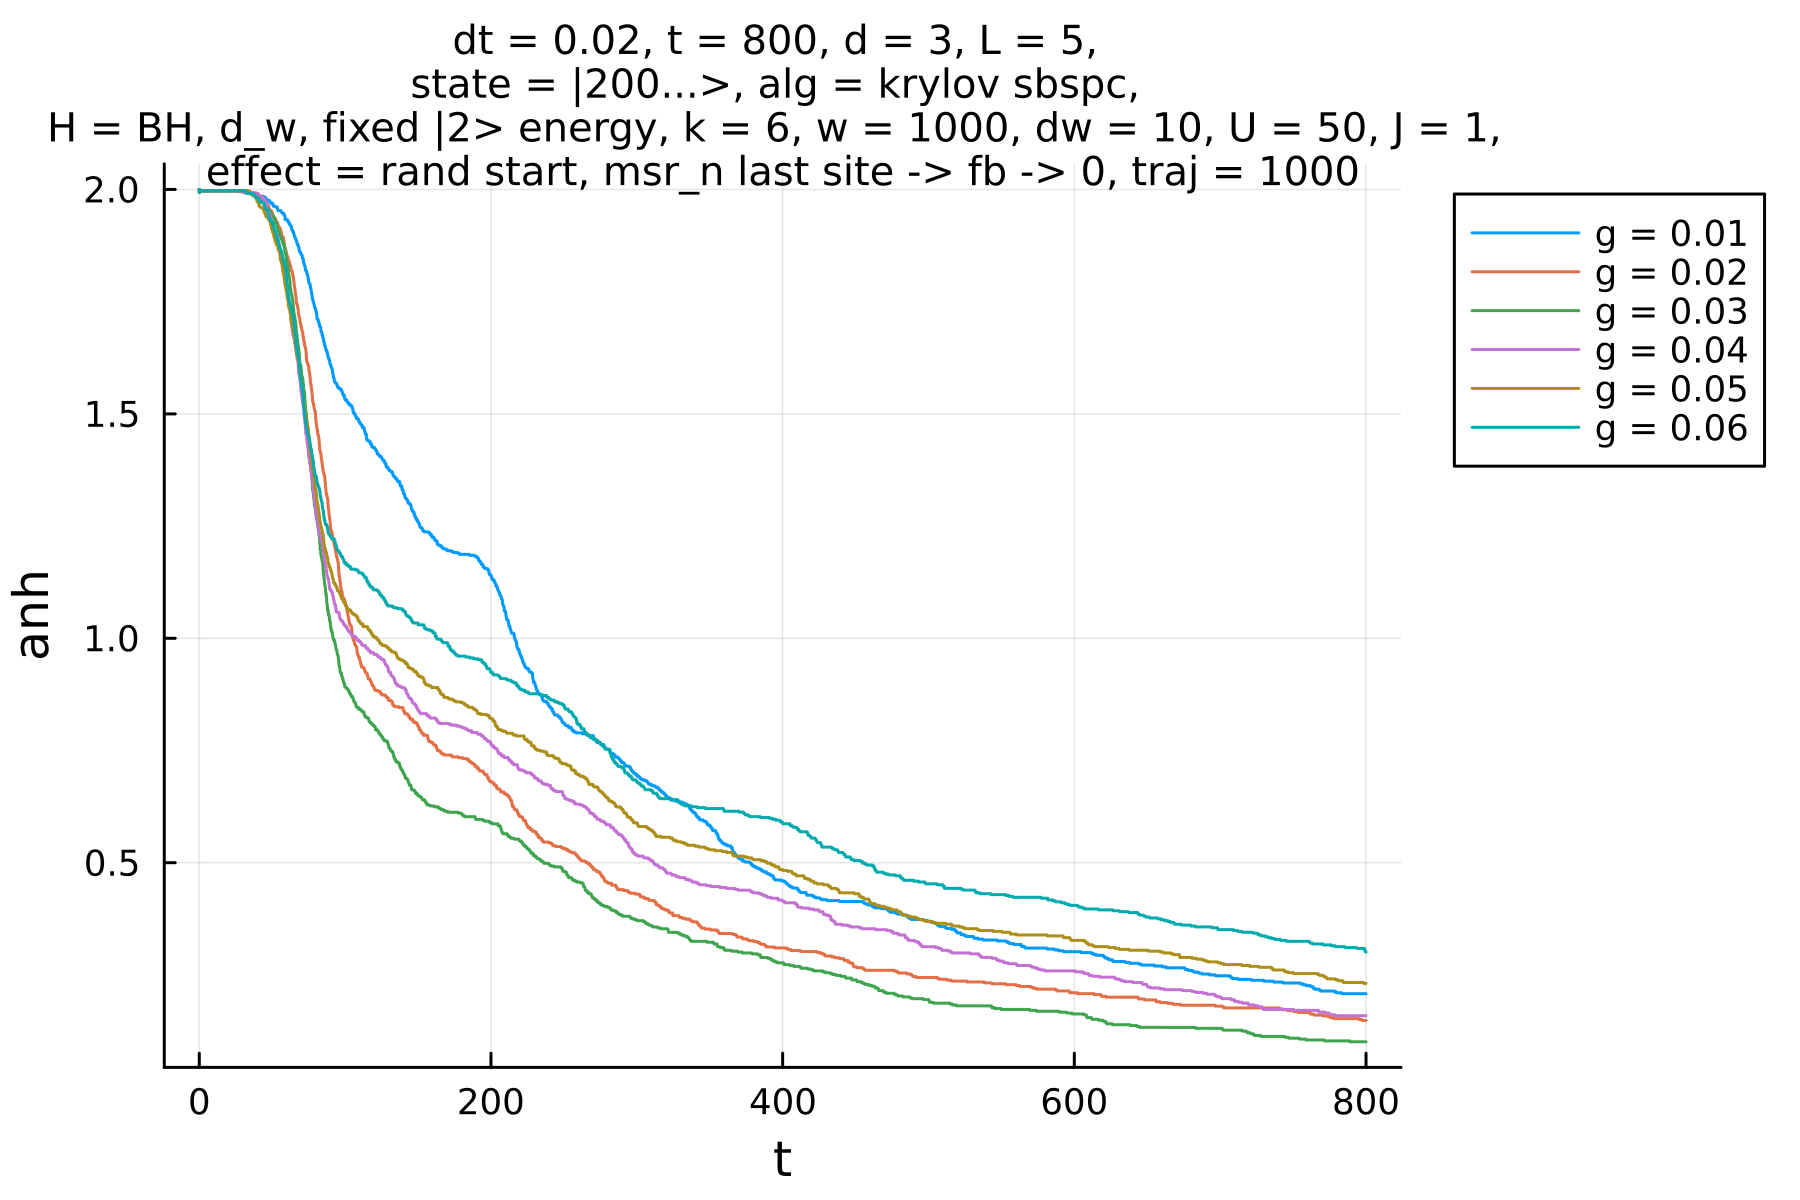 dt = 0.02, t = 800, d = 3, L = 5,
state = |200...>, alg = krylov sbspc,
H = BH, d_w, fixed |2> energy, k = 6, w = 1000, dw = 10, U = 50, J = 1,
effect = rand start, msr_n last site -> fb -> 0, traj = 1000
2.0
1.5
1.0
0.5
anh
0 200 400 600 800
t
g = 0.01
g = 0.02
g = 0.03
g = 0.04
g = 0.05
g = 0.06